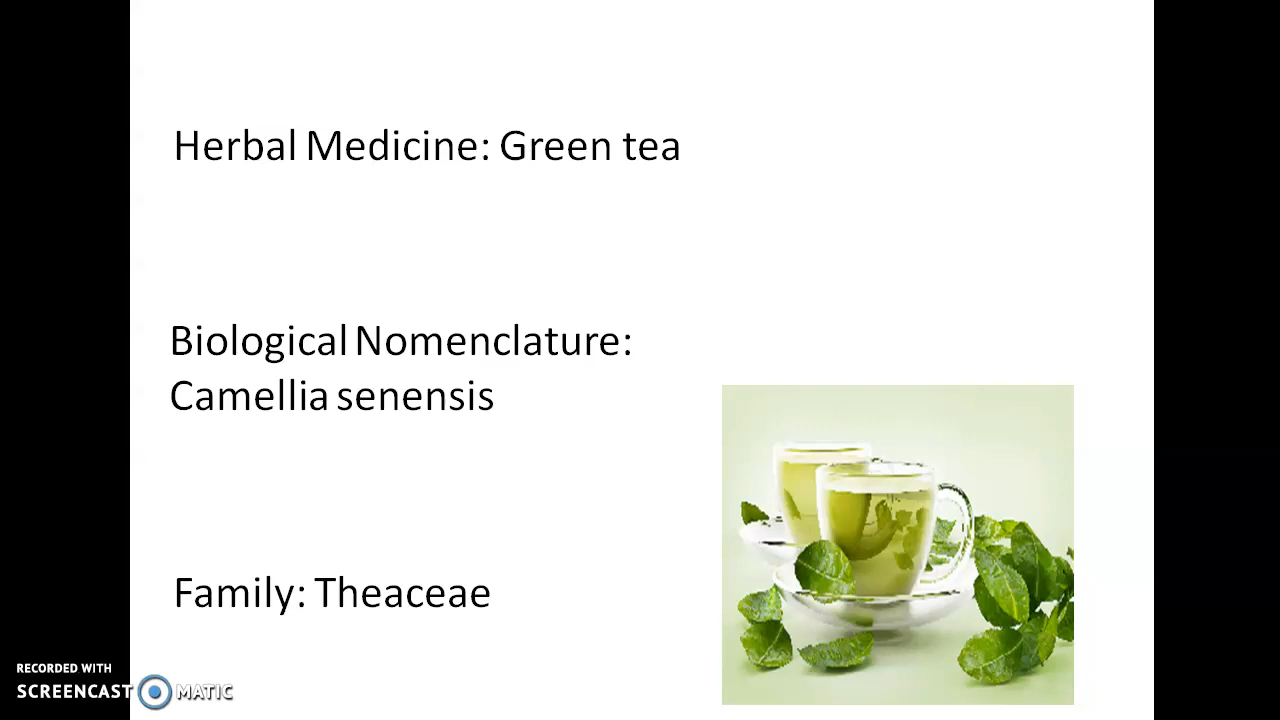 Herbal Medicine: Green tea
Biological Nomenclature:
Camellia senensis
Family: Theaceae
RECORDED WITH
SCREENCAST MATIC